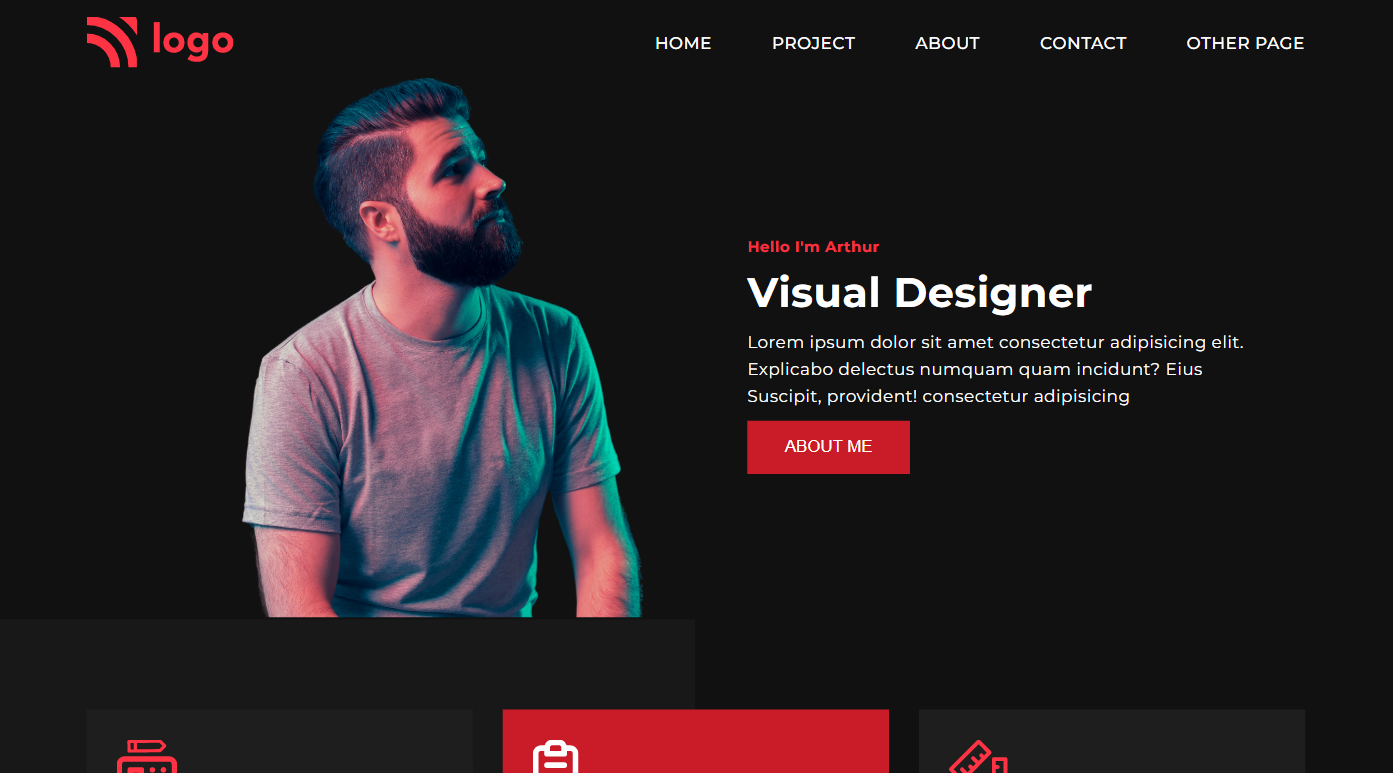 logo
HOME
PROJECT
ABOUT
CONTACT
OTHER PAGE
Hello I'm Arthur
Visual Designer
Lorem ipsum dolor sit amet consectetur adipisicing elit.
Explicabo delectus numquam quam incidunt? Eius
Suscipit, provident! consectetur adipisicing
ABOUT ME